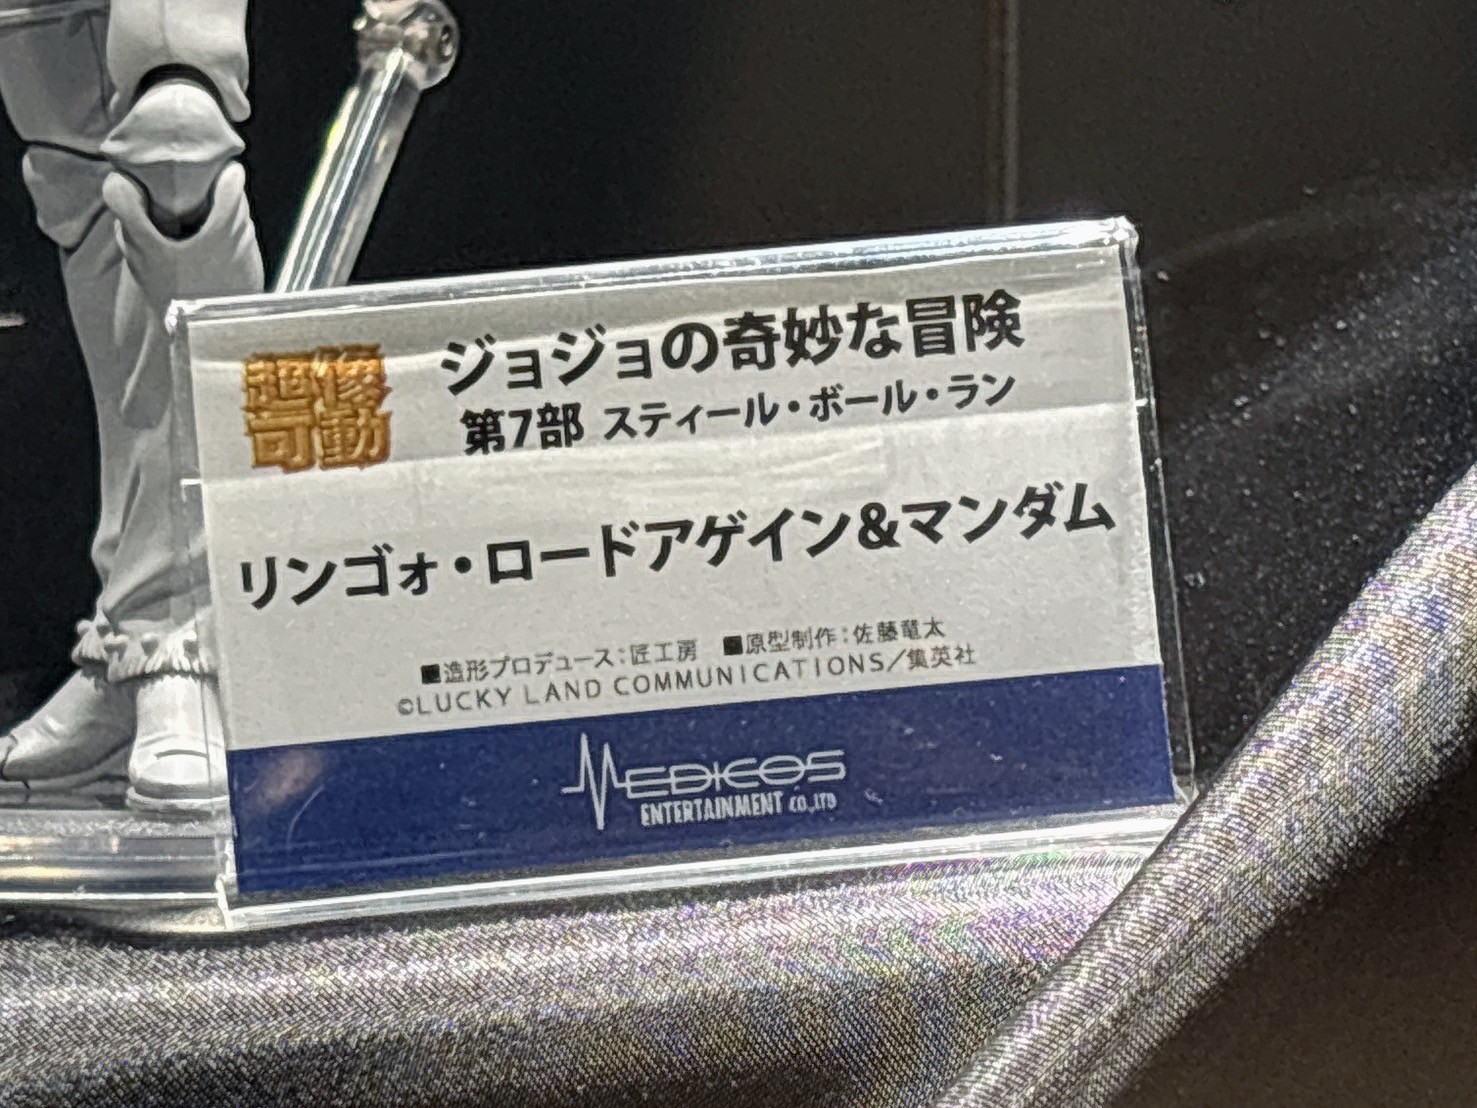 超像
可動
ジョジョの奇妙な冒険
第7部 スティール・ボール・ラン
リンゴォ・ロードアゲイン&マンダム
■造形プロデュース:匠工房 ■原型制作:佐藤竜太
©LUCKY LAND COMMUNICATIONS/集英社
MEDICOS
ENTERTAINMENT CO.,LTD